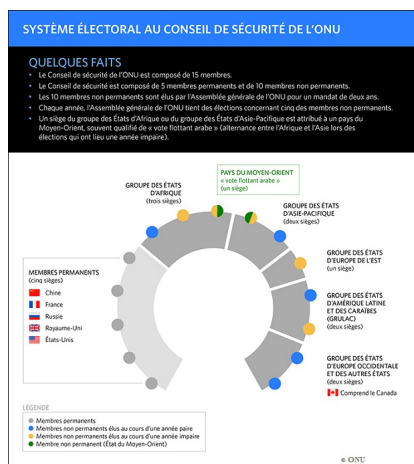 SYSTÈME ÉLECTORAL AU CONSEIL DE SÉCURITÉ DE L'ONU
QUELQUES FAITS
• Le Conseil de sécurité de l'ONU est composé de 15 membres.
• Le Conseil de sécurité est composé de 5 membres permanents et de 10 membres non permanents.
• Les 10 membres non permanents sont élus par l'Assemblée générale de l'ONU pour un mandat de deux ans.
• Chaque année, l'Assemblée générale de l'ONU tient des élections concernant cinq des membres non permanents.
• Un siège du groupe des États d'Afrique ou du groupe des États d'Asie-Pacifique est attribué à un pays du
Moyen-Orient, souvent qualifié de « vote flottant arabe » (alternance entre l'Afrique et l'Asie lors des
élections qui ont lieu une année impaire).
PAYS DU MOYEN-ORIENT
« vote flottant arabe »
(un siège)
GROUPE DES ÉTATS
D'AFRIQUE
(trois sièges)
GROUPE DES ÉTATS
D'ASIE-PACIFIQUE
(deux sièges)
GROUPE DES ÉTATS
D'EUROPE DE L'EST
(un siège)
MEMBRES PERMANENTS
(cinq sièges)
Chine
France
Russie
Royaume-Uni
États-Unis
GROUPE DES ÉTATS
D'AMÉRIQUE LATINE
ET DES CARAÏBES
(GRULAC)
(deux sièges)
GROUPE DES ÉTATS
D'EUROPE OCCIDENTALE
ET DES AUTRES ÉTATS
(deux sièges)
Comprend le Canada
LÉGENDE
Membres permanents
Membres non permanents élus au cours d'une année paire
Membres non permanents élus au cours d'une année impaire
Membre non permanent (État du Moyen-Orient)
© ONU